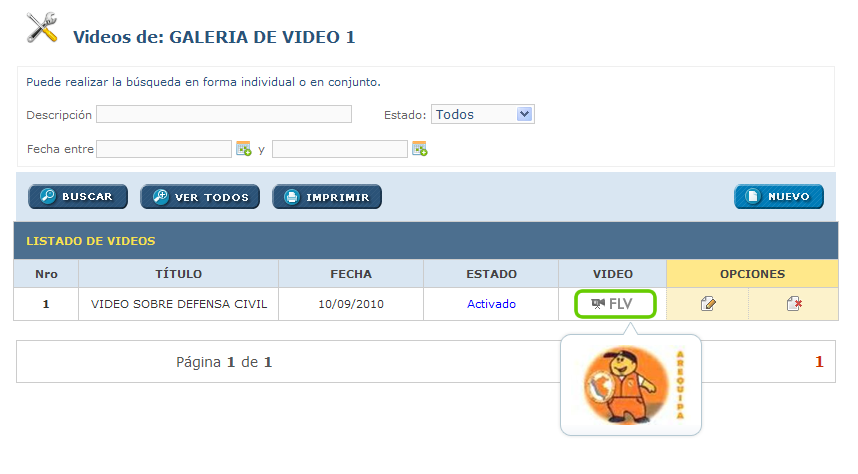 Videos de: GALERIA DE VIDEO 1
Puede realizar la búsqueda en forma individual o en conjunto.
Descripción Estado: Todos
Fecha entre y
BUSCAR VER TODOS IMPRIMIR NUEVO
LISTADO DE VIDEOS
Nro TÍTULO FECHA ESTADO VIDEO OPCIONES
1 VIDEO SOBRE DEFENSA CIVIL 10/09/2010 Activado FLV
Página 1 de 1 1
AREQUIPA